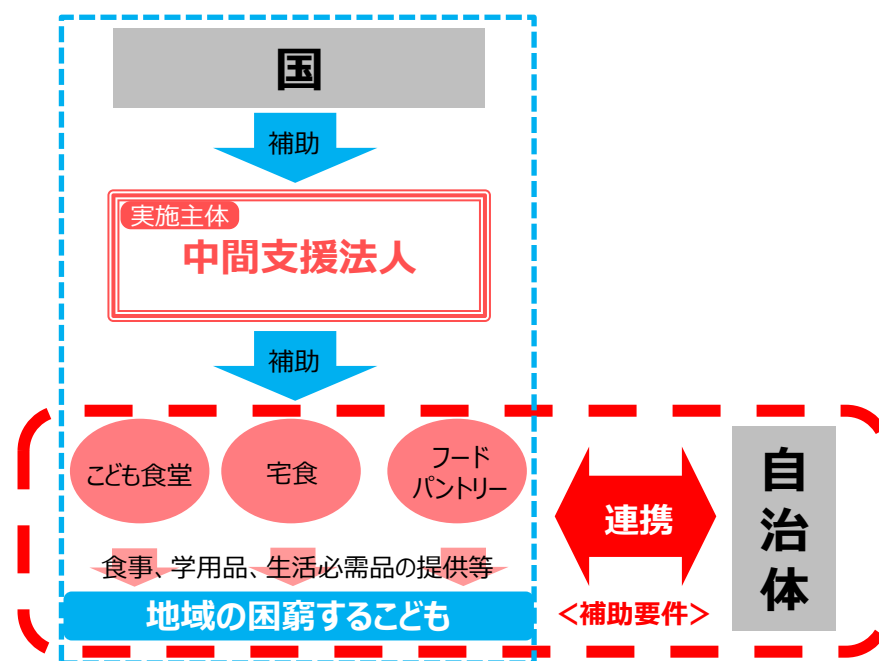 国
補助
実施主体
中間支援法人
補助
こども食堂
宅食
フード
パントリー
食事、学用品、生活必需品の提供等
地域の困窮するこども
連携
<補助要件>
自
治
体